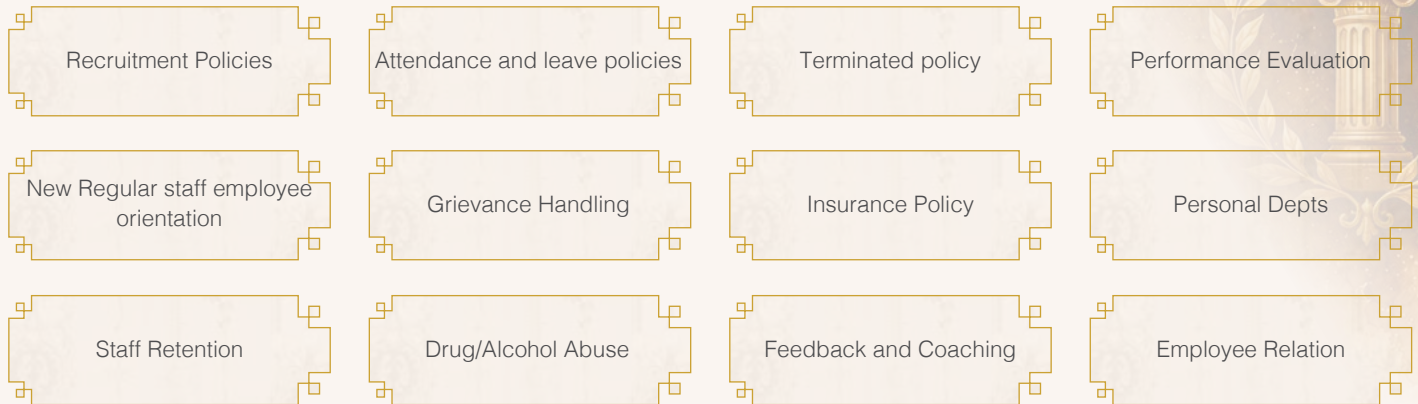 Recruitment Policies
Attendance and leave policies
Terminated policy
Performance Evaluation
New Regular staff employee
orientation
Grievance Handling
Insurance Policy
Personal Depts
Staff Retention
Drug/Alcohol Abuse
Feedback and Coaching
Employee Relation